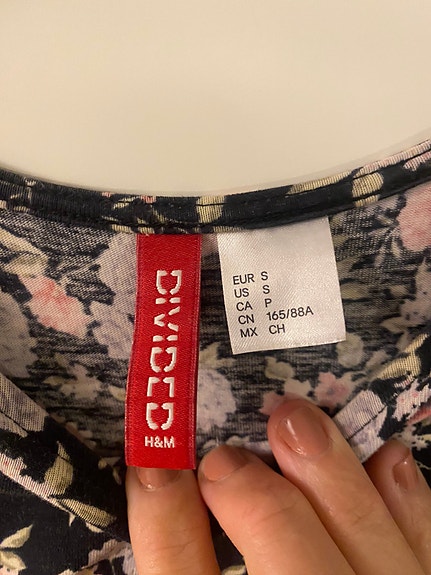 DIVIDED
H&M
EUR S
US S
CA P
CN 165/88A
MX CH